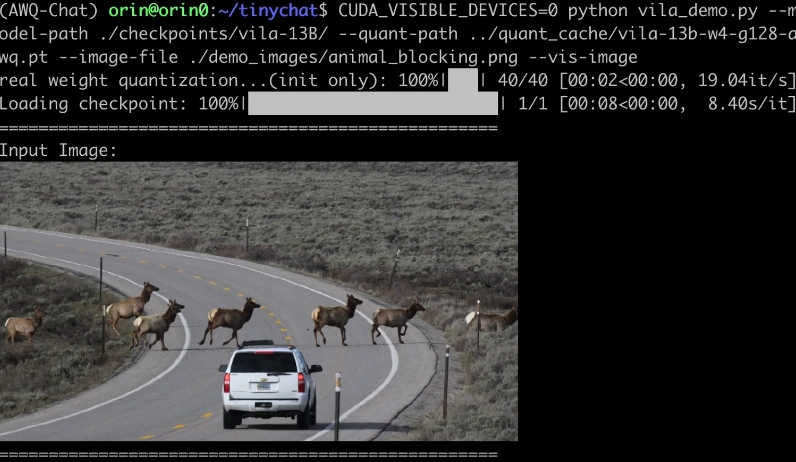 (AWQ-Chat) orin@orin0:~/tinychat$ CUDA_VISIBLE_DEVICES=0 python vila_demo.py --m
odel-path ./checkpoints/vila-13B/ --quant-path ../quant_cache/vila-13b-w4-g128-a
wq.pt --image-file ./demo_images/animal_blocking.png --vis-image
real weight quantization...(init only): 100%|███| 40/40 [00:02<00:00, 19.04it/s]
Loading checkpoint: 100%|██████████████████████| 1/1 [00:08<00:00,  8.40s/it]
==================================================
Input Image:
==================================================